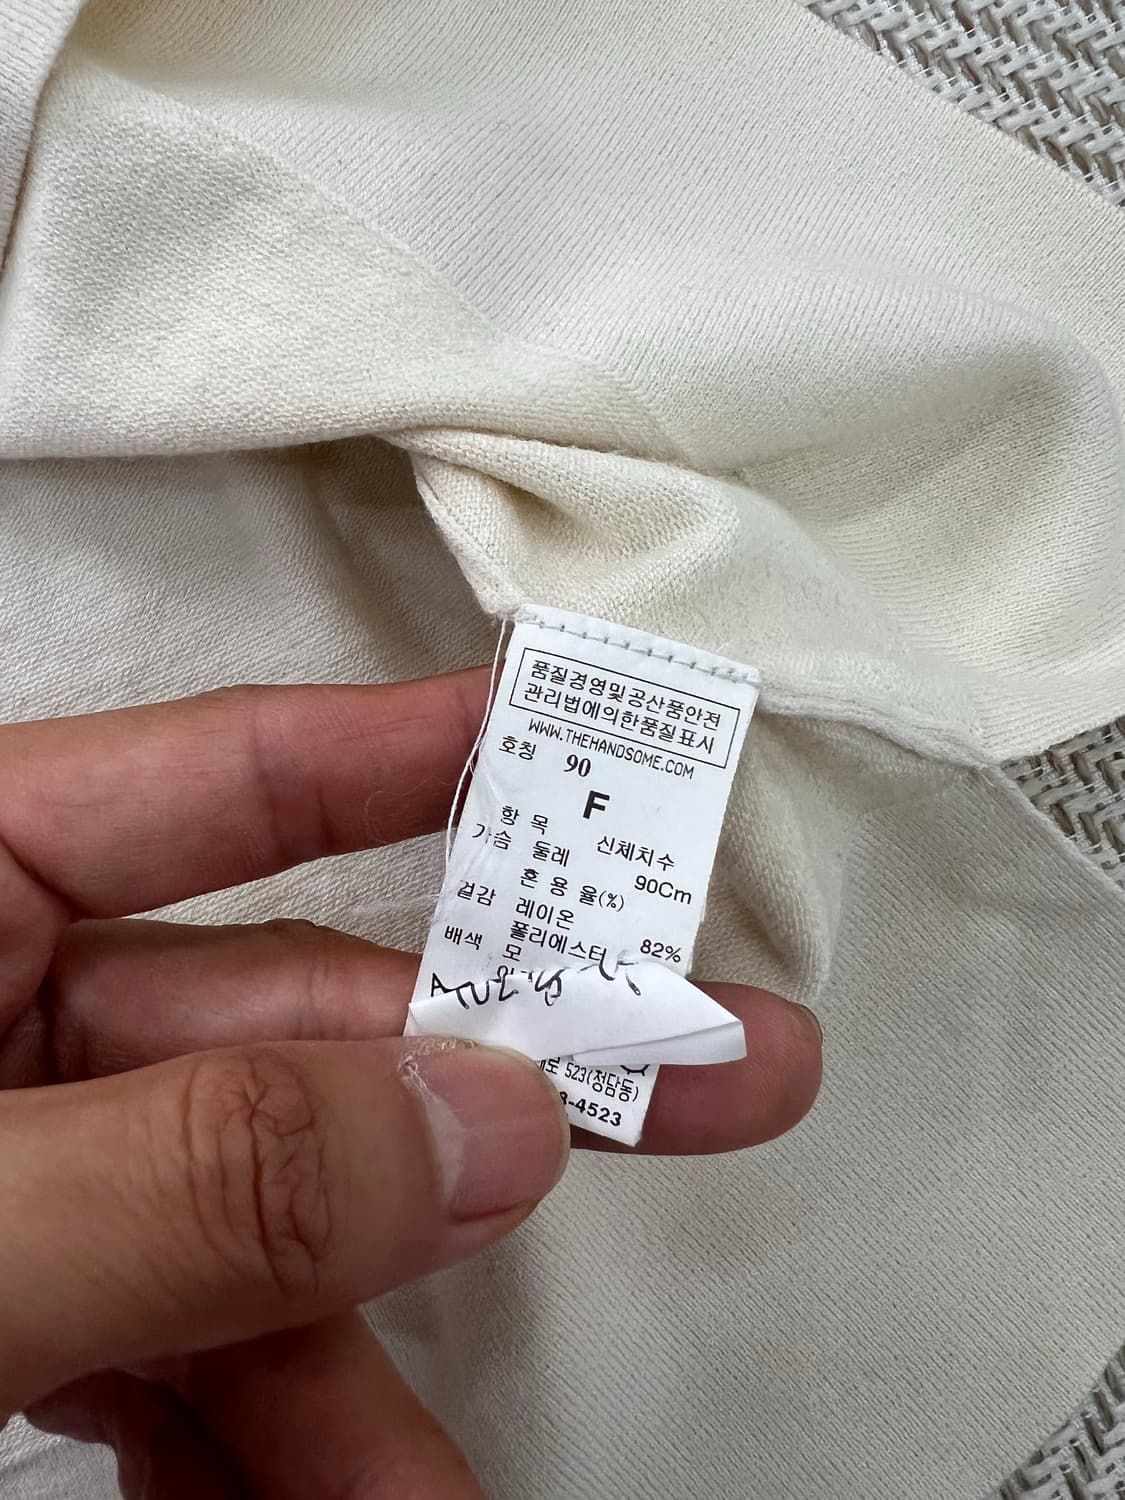 품질경영및공산품안전
관리법에의한품질표시
WWW.THEHANDSOME.COM
호칭 90
F
항 목 신체치수
가슴 둘레 90Cm
혼 용 율(%)
겉감 레이온 82%
폴리에스터
배색 모
523(청담동)
-4523